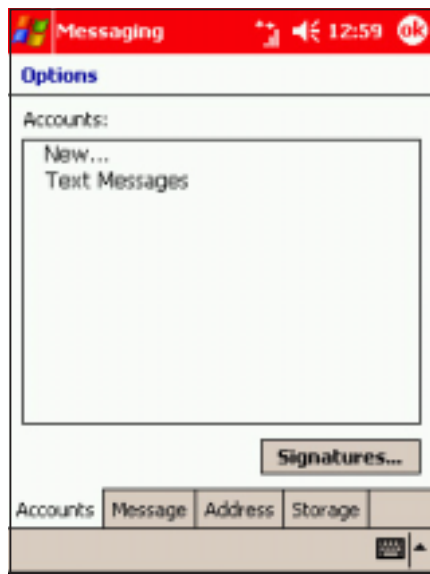 Messaging 12:59 ok
Options
Accounts:
New...
Text Messages
Signatures...
Accounts Message Address Storage